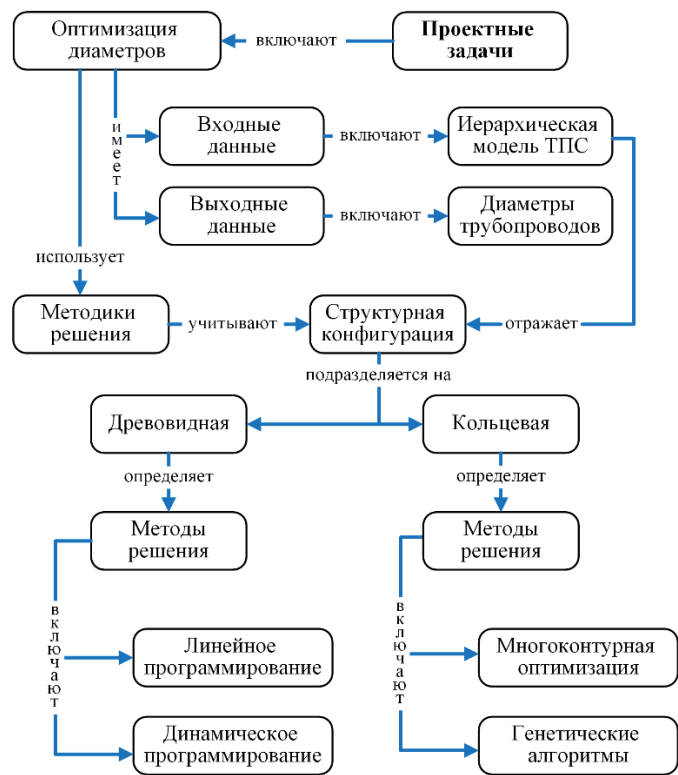 Оптимизация
диаметров
включают
Проектные
задачи
имеет
Входные
данные
включают
Иерархическая
модель ТПС
Выходные
данные
включают
Диаметры
трубопроводов
использует
Методики
решения
учитывают
Структурная
конфигурация
отражает
подразделяется на
Древовидная
Кольцевая
определяет
определяет
Методы
решения
Методы
решения
включают
Линейное
программирование
Динамическое
программирование
включают
Многоконтурная
оптимизация
Генетические
алгоритмы